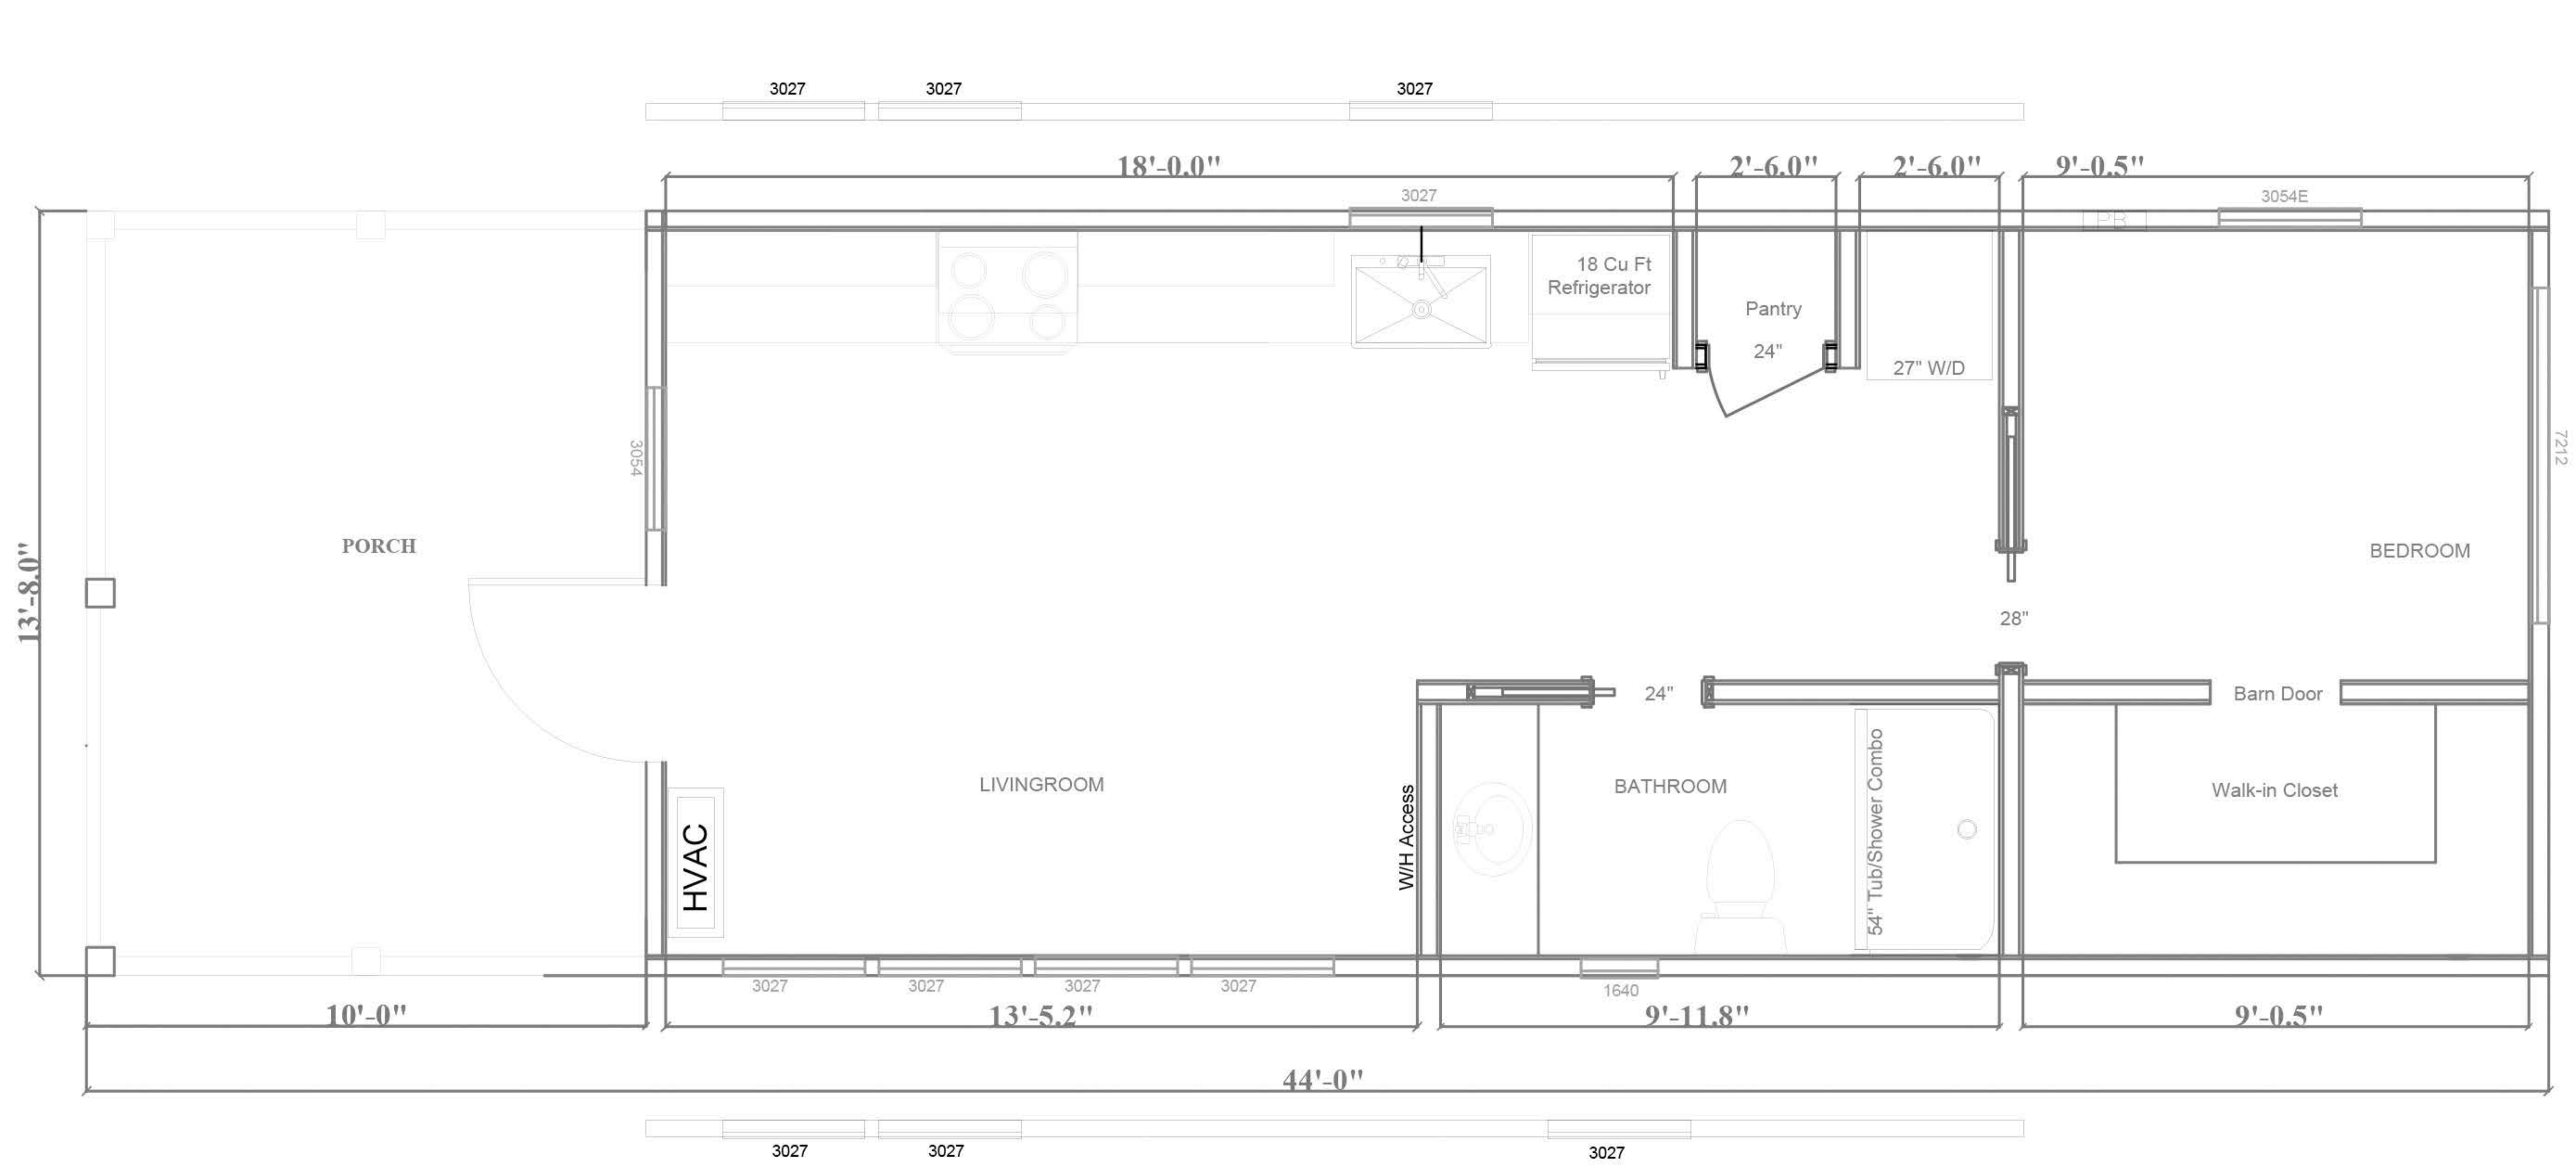 3027
3027
3027
18'-0.0"
2'-6.0"
2'-6.0"
9'-0.5"
3027
3054E
18 Cu Ft
Refrigerator
Pantry
24"
27" W/D
PB
3054
7212
13'-8.0"
PORCH
BEDROOM
28"
24"
Barn Door
LIVINGROOM
HVAC
W/H Access
BATHROOM
54" Tub/Shower Combo
Walk-in Closet
3027
3027
3027
3027
1640
10'-0"
13'-5.2"
9'-11.8"
9'-0.5"
44'-0"
3027
3027
3027